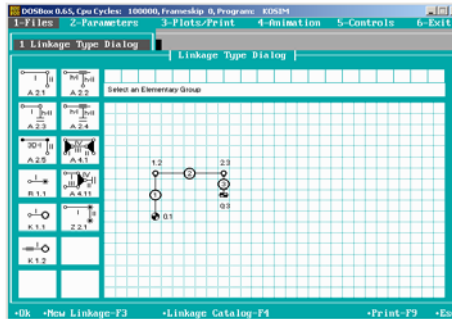 DOSBox 0.65, Cpu Cycles: 100000, Frameskip 0, Program: KOSIM
1-Files 2-Parameters 3-Plots/Print 4-Animation 5-Controls 6-Exit
1 Linkage Type Dialog
Linkage Type Dialog
Select an Elementary Group
A 2.1 A 2.2
A 2.3 A 2.4
A 2.5 A 4.1
R 1.1 A 4.11
K 1.1 Z 2.1
K 1.2
1.2 2.3
2
1 3
0.1 0.3
•Ok •New Linkage-F3 •Linkage Catalog-F4 •Print-F9 •Es